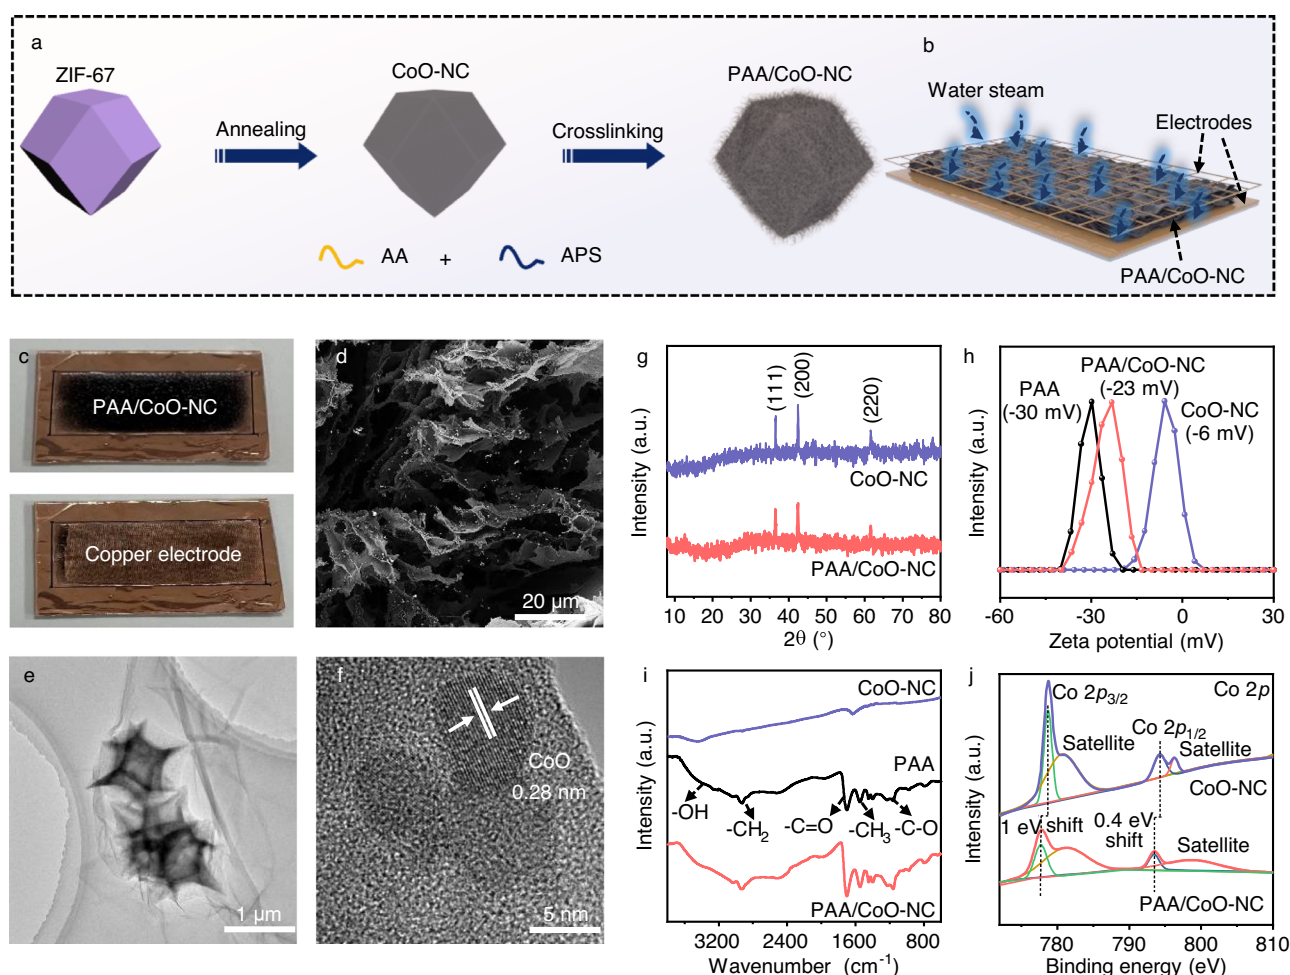 a
ZIF-67
Annealing
CoO-NC
Crosslinking
PAA/CoO-NC
AA + APS
b
Water steam
Electrodes
PAA/CoO-NC
c
PAA/CoO-NC
Copper electrode
d
20 μm
e
1 μm
f
CoO
0.28 nm
5 nm
g
Intensity (a.u.)
(111)
(200)
(220)
CoO-NC
PAA/CoO-NC
10 20 30 40 50 60 70 80
2θ (°)
h
Intensity (a.u.)
PAA
(-30 mV)
PAA/CoO-NC
(-23 mV)
CoO-NC
(-6 mV)
-60 -30 0 30
Zeta potential (mV)
i
Intensity (a.u.)
CoO-NC
PAA
-OH
-CH₂
-C=O
-CH₃
-C-O
PAA/CoO-NC
3200 2400 1600 800
Wavenumber (cm⁻¹)
j
Intensity (a.u.)
Co 2p₃/₂
Co 2p
Co 2p₁/₂
Satellite
Satellite
CoO-NC
1 eV shift
0.4 eV
shift
Satellite
PAA/CoO-NC
780 790 800 810
Binding energy (eV)